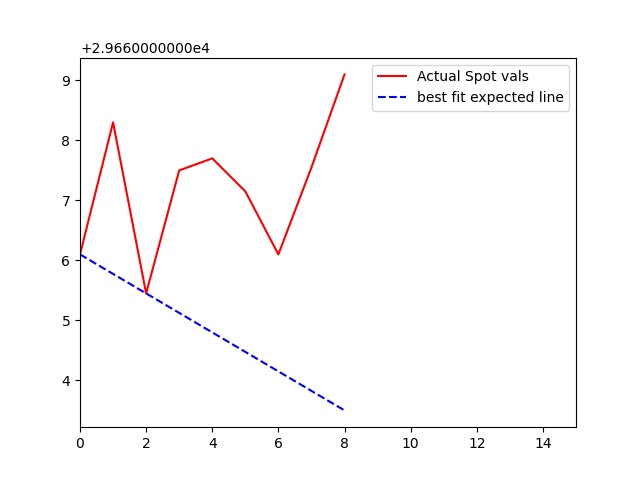 +2.9660000000e4
Actual Spot vals
best fit expected line
9
8
7
6
5
4
0 2 4 6 8 10 12 14